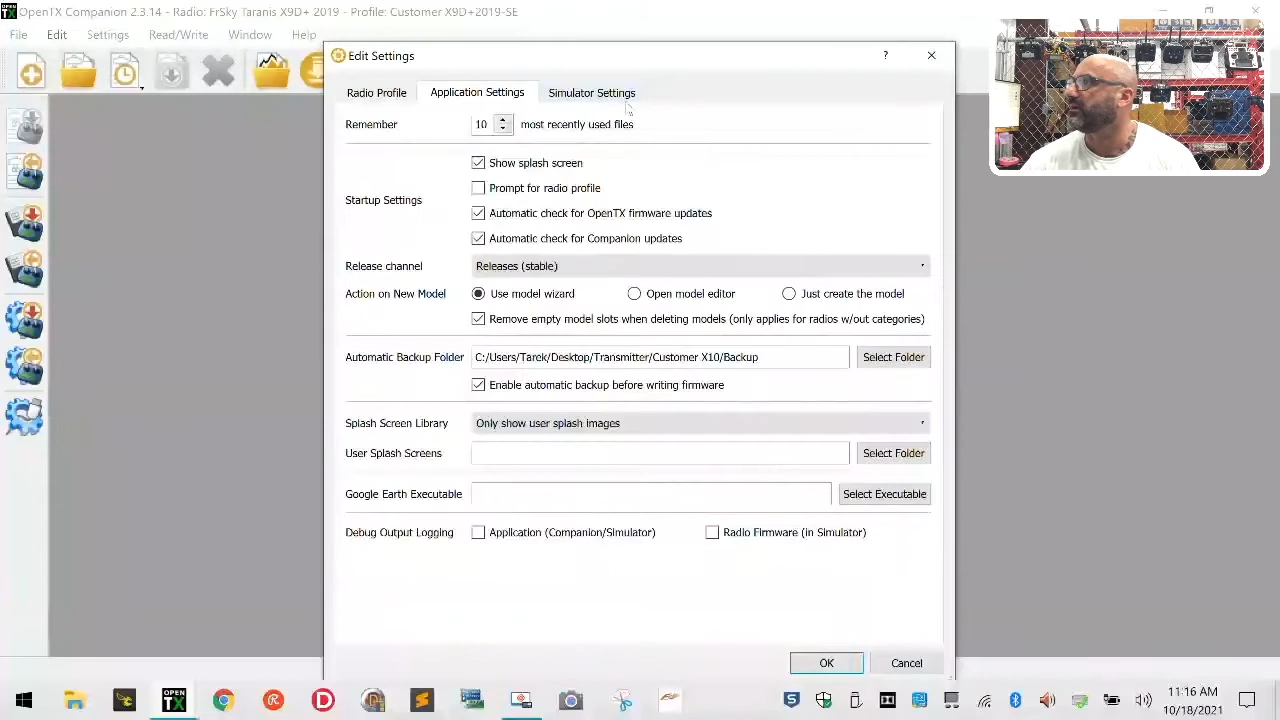 OpenTX Companion 2.3.14 - Radio: FrSky Taranis X9D+ 2019 - Profile: Customer X9D+2019-SE
File Edit Settings Read/Write Window Help
Edit Settings
Radio Profile Application Settings Simulator Settings
Remember 10 most recently used files
Show splash screen
Prompt for radio profile
Startup Settings
Automatic check for OpenTX firmware updates
Automatic check for Companion updates
Release channel Releases (stable)
Action on New Model Use model wizard Open model editor Just create the model
Remove empty model slots when deleting models (only applies for radios w/out categories)
Automatic Backup Folder C:/Users/Tarek/Desktop/Transmitter/Customer X10/Backup Select Folder
Enable automatic backup before writing firmware
Splash Screen Library Only show user splash images
User Splash Screens Select Folder
Google Earth Executable Select Executable
Debug Output Logging Application (Companion/Simulator) Radio Firmware (in Simulator)
OK Cancel
OPEN TX
11:16 AM
10/18/2021